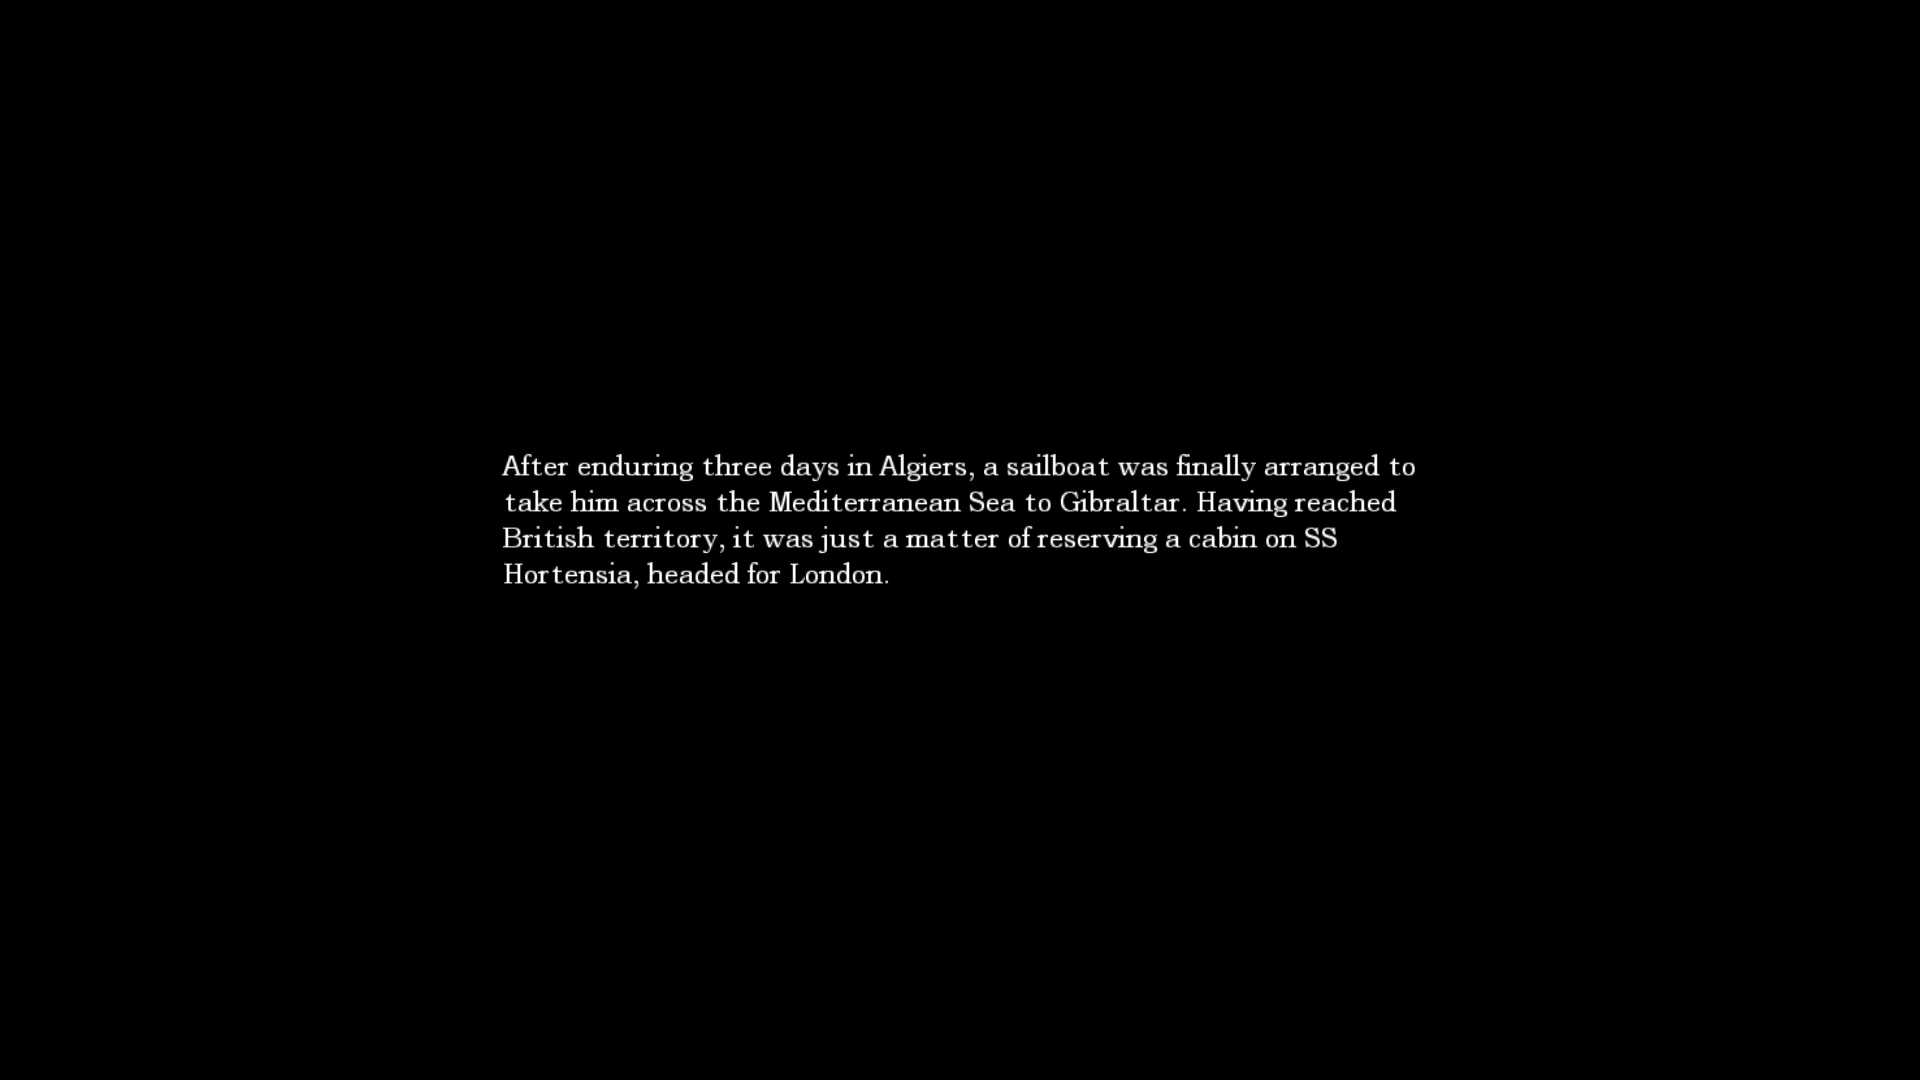 After enduring three days in Algiers, a sailboat was finally arranged to
take him across the Mediterranean Sea to Gibraltar. Having reached
British territory, it was just a matter of reserving a cabin on SS
Hortensia, headed for London.